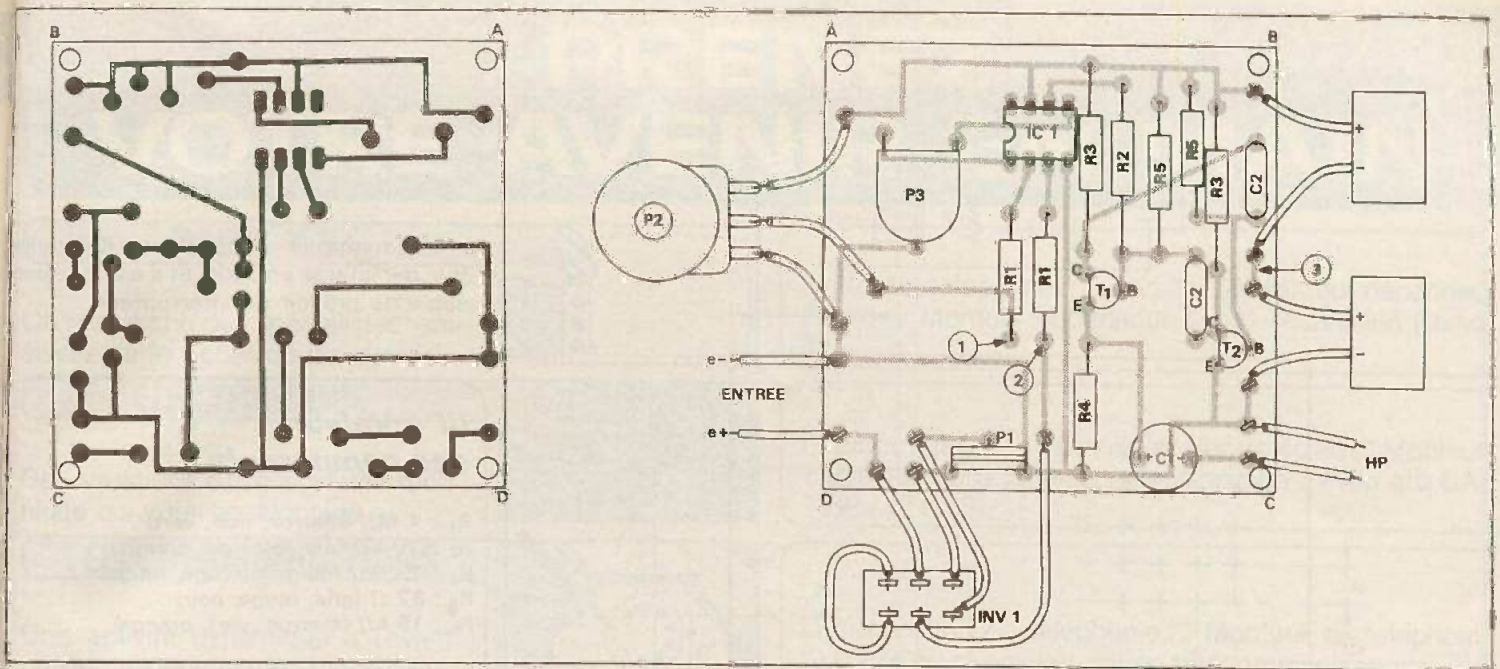 B
A
C
D
A
B
D
C
P2
P3
IC 1
R3
R2
R5
R5
R3
C2
R1
R1
C
T1
B
E
C2
C
T2
B
E
R4
P1
+
C1
-
1
2
3
+
-
+
-
e-
ENTREE
e+
HP
INV 1